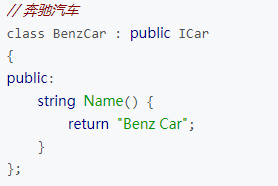 // 奔驰汽车
class BenzCar : public ICar
{
public:
    string Name() {
        return "Benz Car";
    }
};